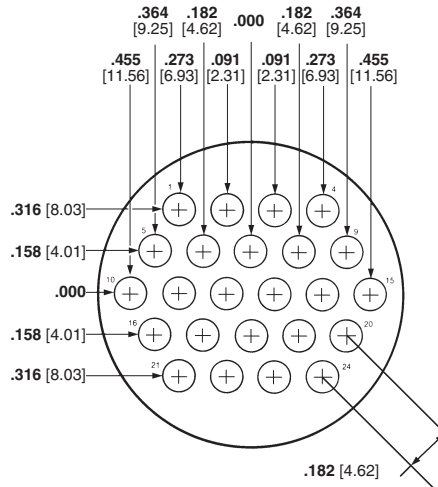 .364 .182 .000 .182 .364
[9.25] [4.62] [4.62] [9.25]
.455 .273 .091 .091 .273 .455
[11.56] [6.93] [2.31] [2.31] [6.93] [11.56]
1 4
.316 [8.03]
5 9
.158 [4.01]
10 15
.000
16 20
.158 [4.01]
21 24
.316 [8.03]
.182 [4.62]